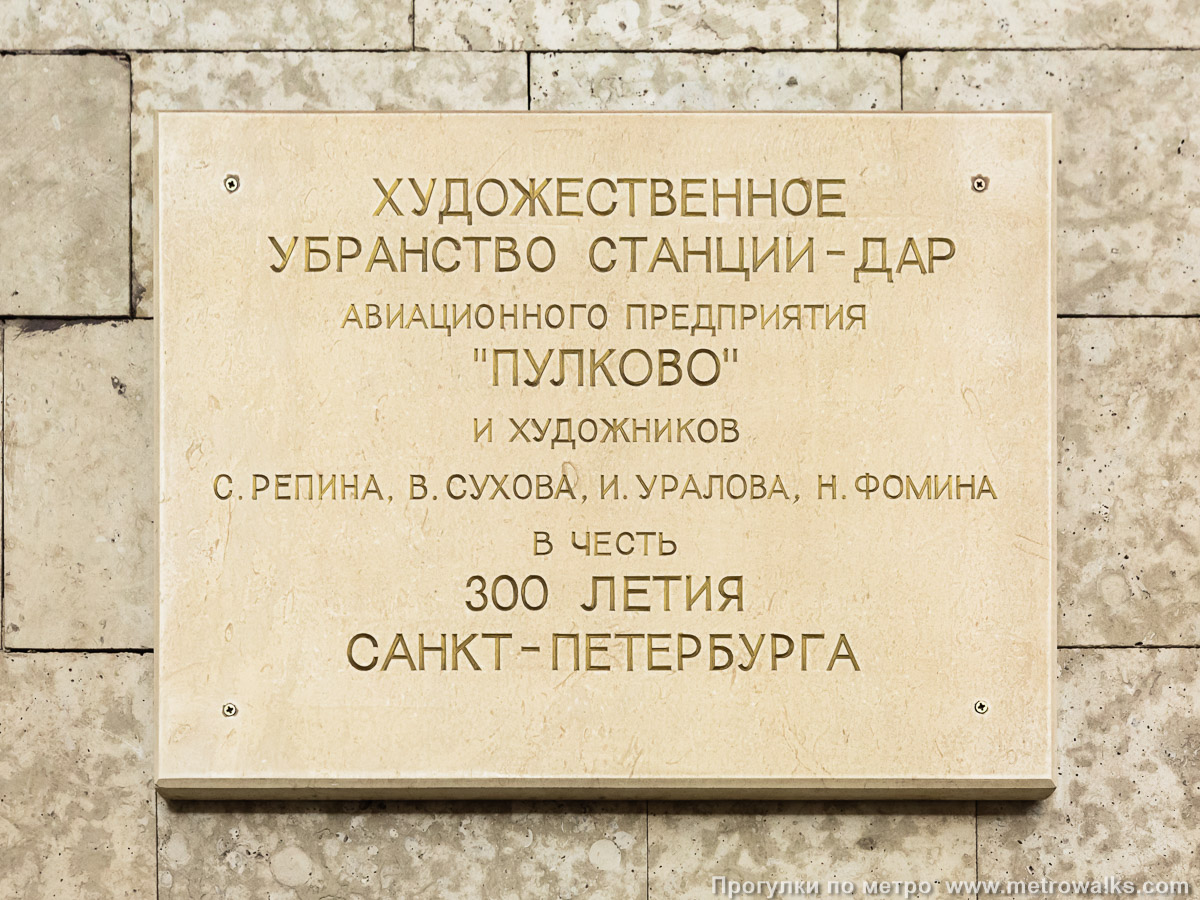 ХУДОЖЕСТВЕННОЕ
УБРАНСТВО СТАНЦИИ-ДАР
АВИАЦИОННОГО ПРЕДПРИЯТИЯ
"ПУЛКОВО"
И ХУДОЖНИКОВ
С. РЕПИНА, В. СУХОВА, И. УРАЛОВА, Н. ФОМИНА
В ЧЕСТЬ
300 ЛЕТИЯ
САНКТ-ПЕТЕРБУРГА
Прогулки по метро www.metrowalks.com